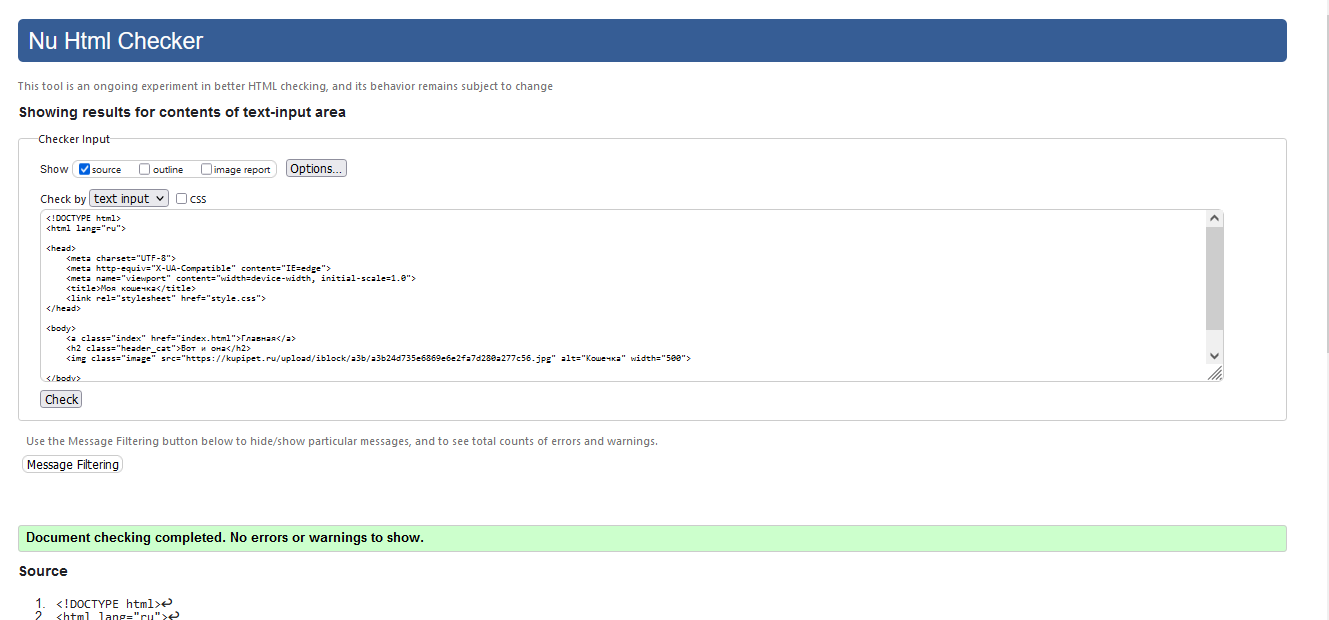 Nu Html Checker
This tool is an ongoing experiment in better HTML checking, and its behavior remains subject to change
Showing results for contents of text-input area
Checker Input
Show source outline image report Options...
Check by text input css
<!DOCTYPE html>
<html lang="ru">
<head>
<meta charset="UTF-8">
<meta http-equiv="X-UA-Compatible" content="IE=edge">
<meta name="viewport" content="width=device-width, initial-scale=1.0">
<title>Моя кошечка</title>
<link rel="stylesheet" href="style.css">
</head>
<body>
<a class="index" href="index.html">Главная</a>
<h2 class="header_cat">Вот и она</h2>
<img class="image" src="https://kupipet.ru/upload/iblock/a3b/a3b24d735e6869e6e2fa7d280a277c56.jpg" alt="Кошечка" width="500">
</body>
Check
Use the Message Filtering button below to hide/show particular messages, and to see total counts of errors and warnings.
Message Filtering
Document checking completed. No errors or warnings to show.
Source
1. <!DOCTYPE html>↩
2. <html lang="ru">↩